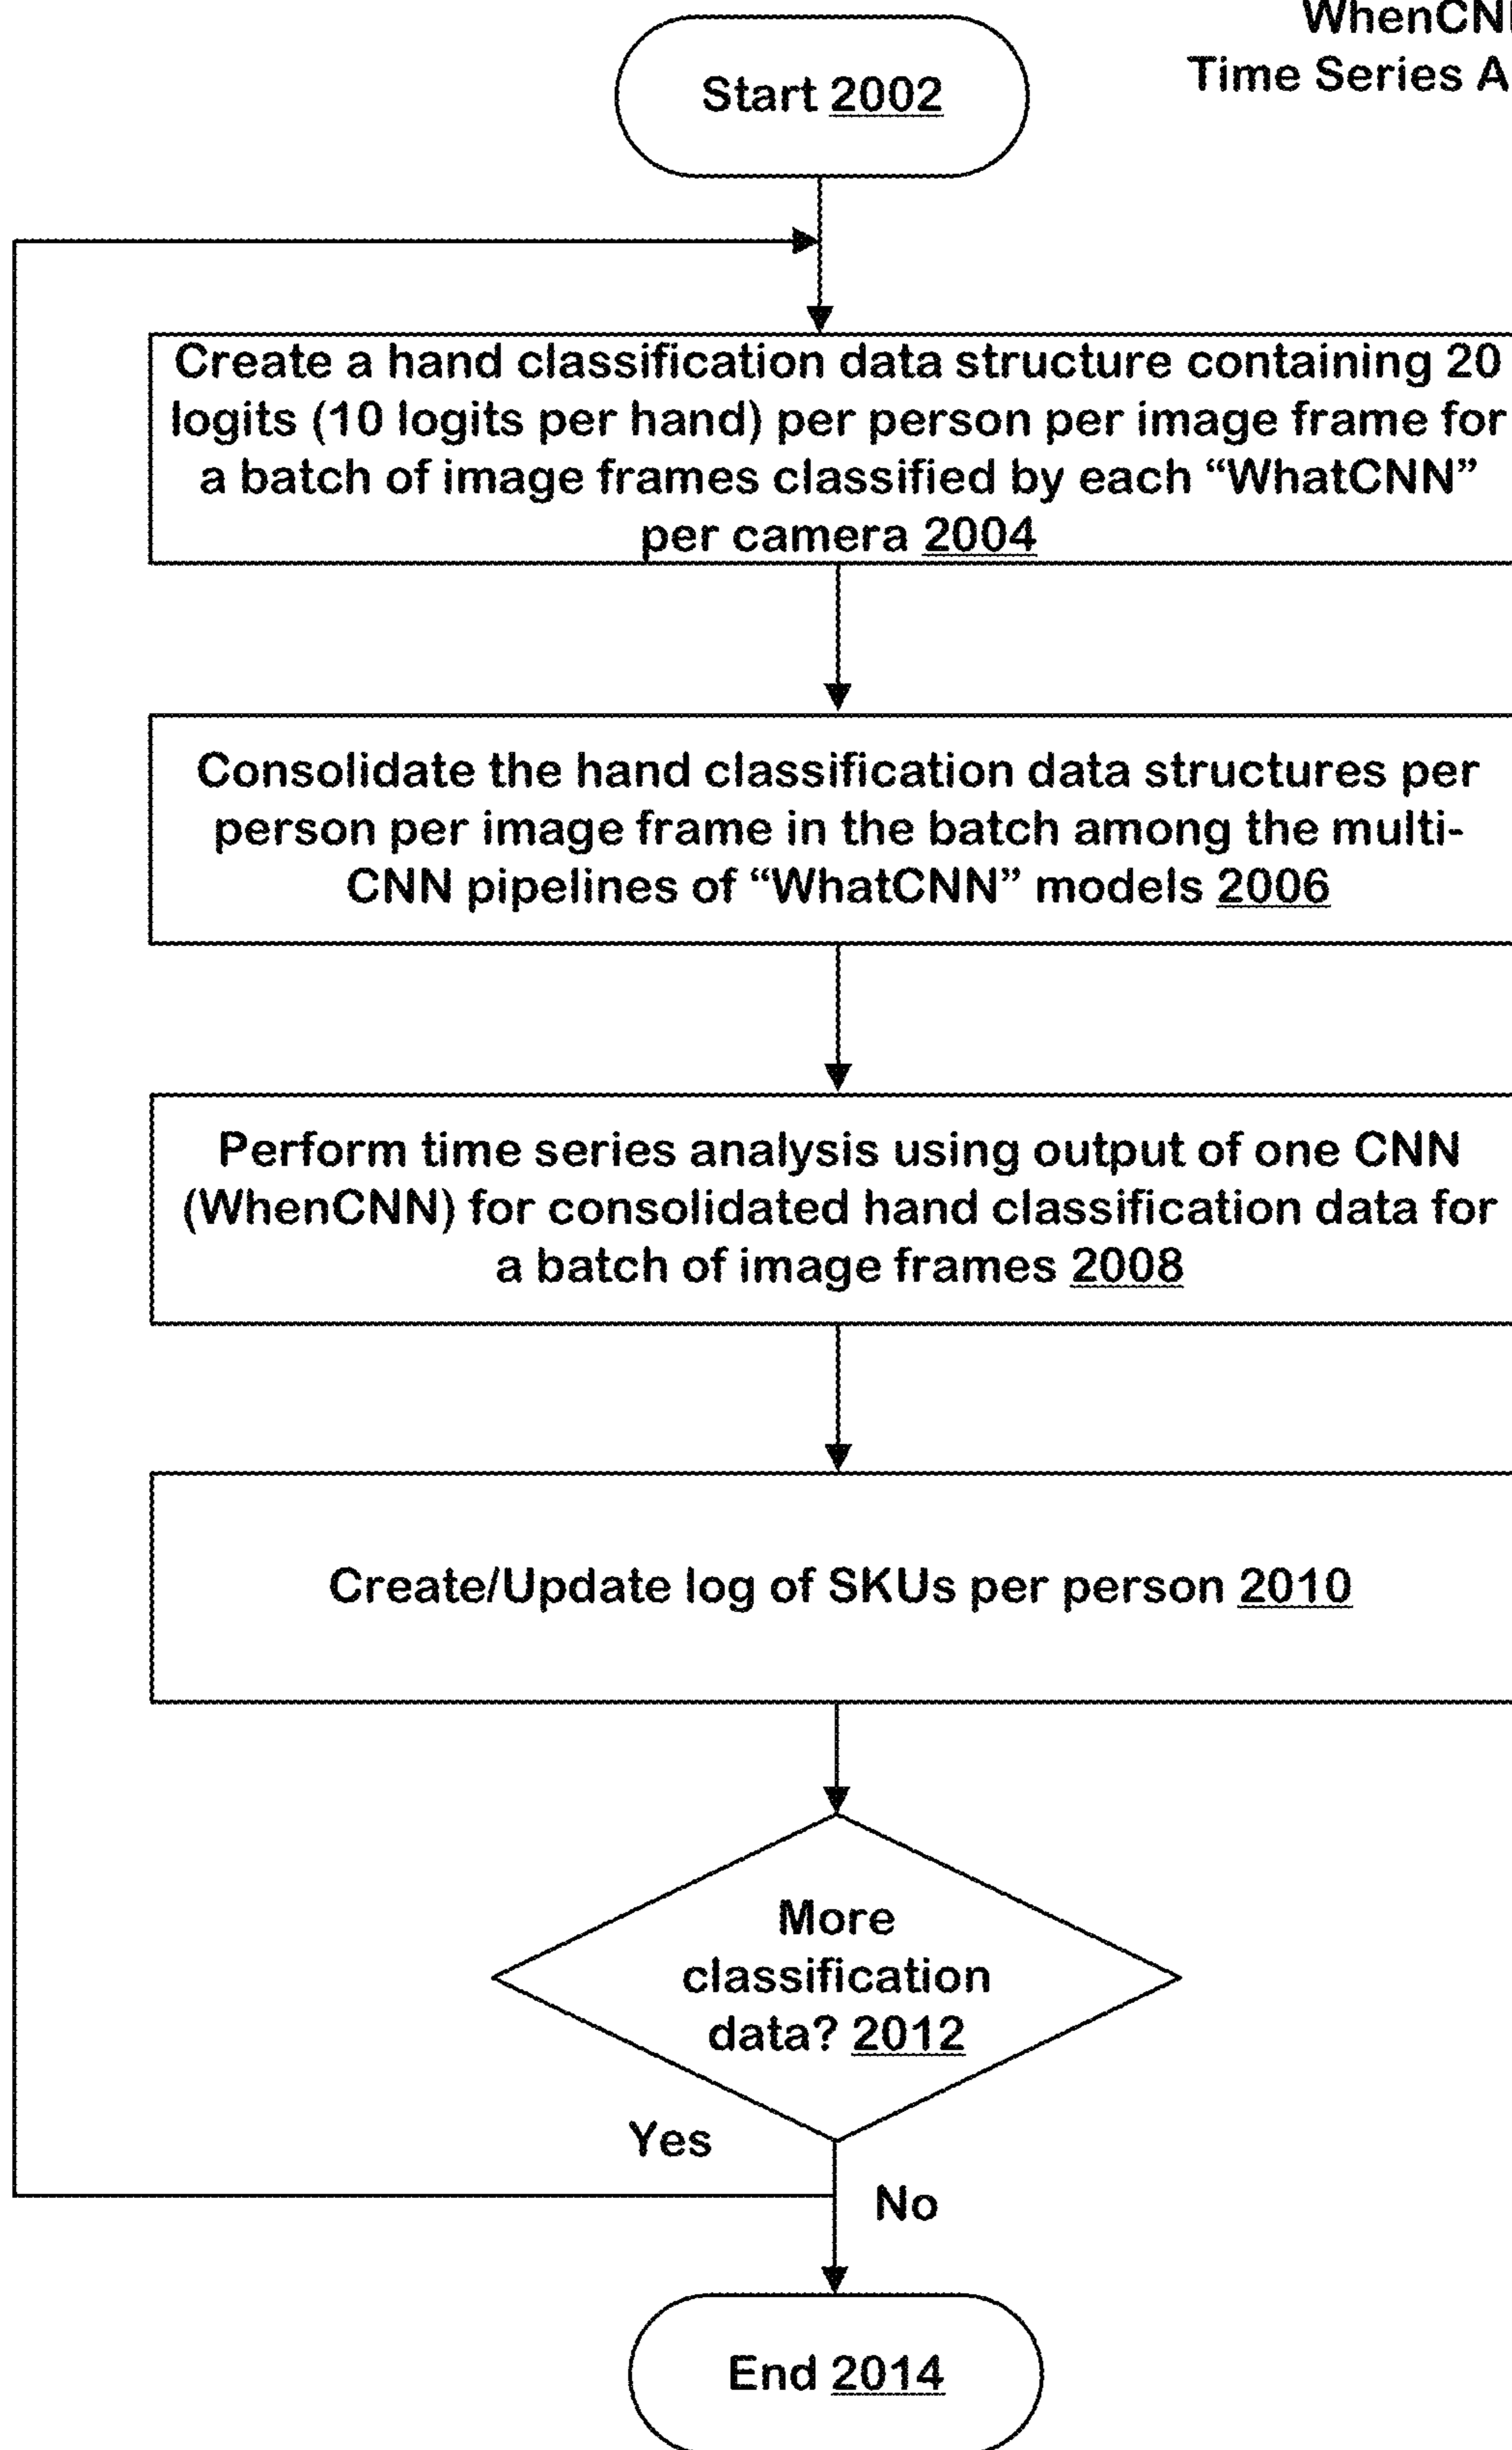 Time Series
Start 2002
Create a hand classification data structure containing 20
logits (10 logits per hand) per person per image frame for
a batch of image frames classified by each “WhatCNN”
per camera 2004
Consolidate the hand classification data structures per
person per image frame in the batch among the multi-
CNN pipelines of “WhatCNN” models 2006
Perform time series analysis using output of one CNN
(WhenCNN) for consolidated hand classification data for
a batch of image frames 2008
Create/Update log of SKUs per person 2010
More
classification
data? 2012
Yes
No
End 2014